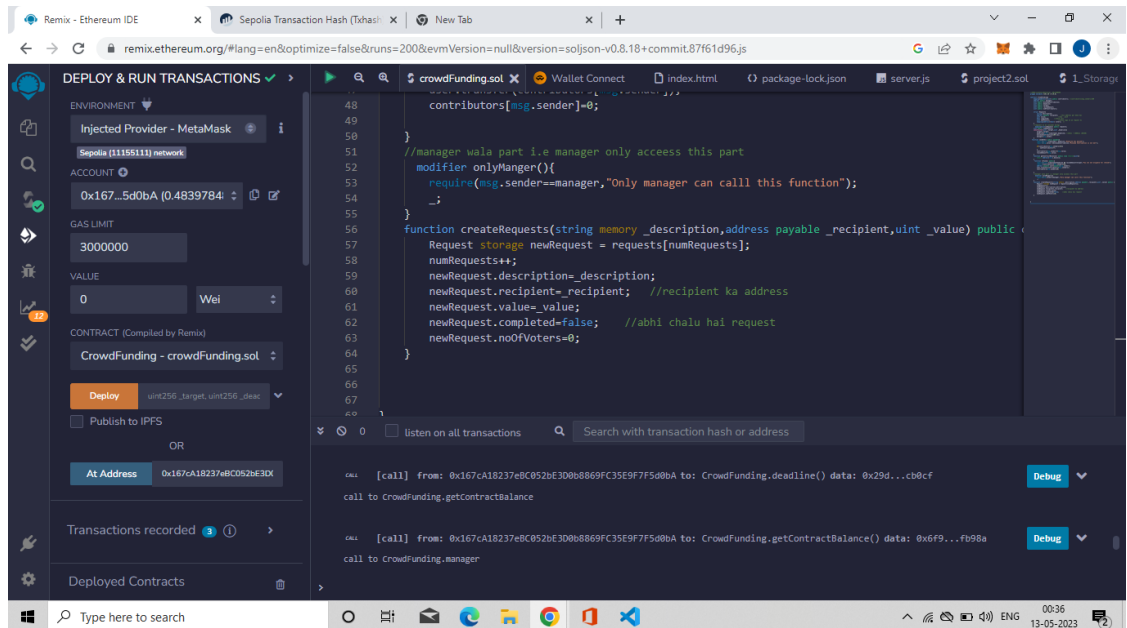 Remix - Ethereum IDE
Sepolia Transaction Hash (Txhash
New Tab
remix.ethereum.org/#lang=en&optimize=false&runs=200&evmVersion=null&version=soljson-v0.8.18+commit.87f61d96.js
J
DEPLOY & RUN TRANSACTIONS
crowdFunding.sol
Wallet Connect
index.html
package-lock.json
server.js
project2.sol
1_Storage
ENVIRONMENT
Injected Provider - MetaMask
Sepolia (11155111) network
ACCOUNT
0x167...5d0bA (0.4839784
GAS LIMIT
3000000
VALUE
0 Wei
CONTRACT (Compiled by Remix)
CrowdFunding - crowdFunding.sol
Deploy uint256 _target, uint256 _deac
Publish to IPFS
OR
At Address 0x167cA18237eBC052bE3D(
Transactions recorded 3
Deployed Contracts
12
48 contributors[msg.sender]=0;
49
50 }
51 //manager wala part i.e manager only acceess this part
52 modifier onlyManger(){
53 require(msg.sender==manager,"Only manager can calll this function");
54 _;
55 }
56 function createRequests(string memory _description,address payable _recipient,uint _value) public
57 Request storage newRequest = requests[numRequests];
58 numRequests++;
59 newRequest.description=_description;
60 newRequest.recipient=_recipient; //recipient ka address
61 newRequest.value=_value;
62 newRequest.completed=false; //abhi chalu hai request
63 newRequest.noOfVoters=0;
64 }
65
66
67
68 }
0 listen on all transactions Search with transaction hash or address
CALL [call] from: 0x167cA18237eBC052bE3D0b8869FC35E9F7F5d0bA to: CrowdFunding.deadline() data: 0x29d...cb0cf Debug
call to CrowdFunding.getContractBalance
CALL [call] from: 0x167cA18237eBC052bE3D0b8869FC35E9F7F5d0bA to: CrowdFunding.getContractBalance() data: 0x6f9...fb98a Debug
call to CrowdFunding.manager
>
Type here to search
ENG
00:36
13-05-2023
2